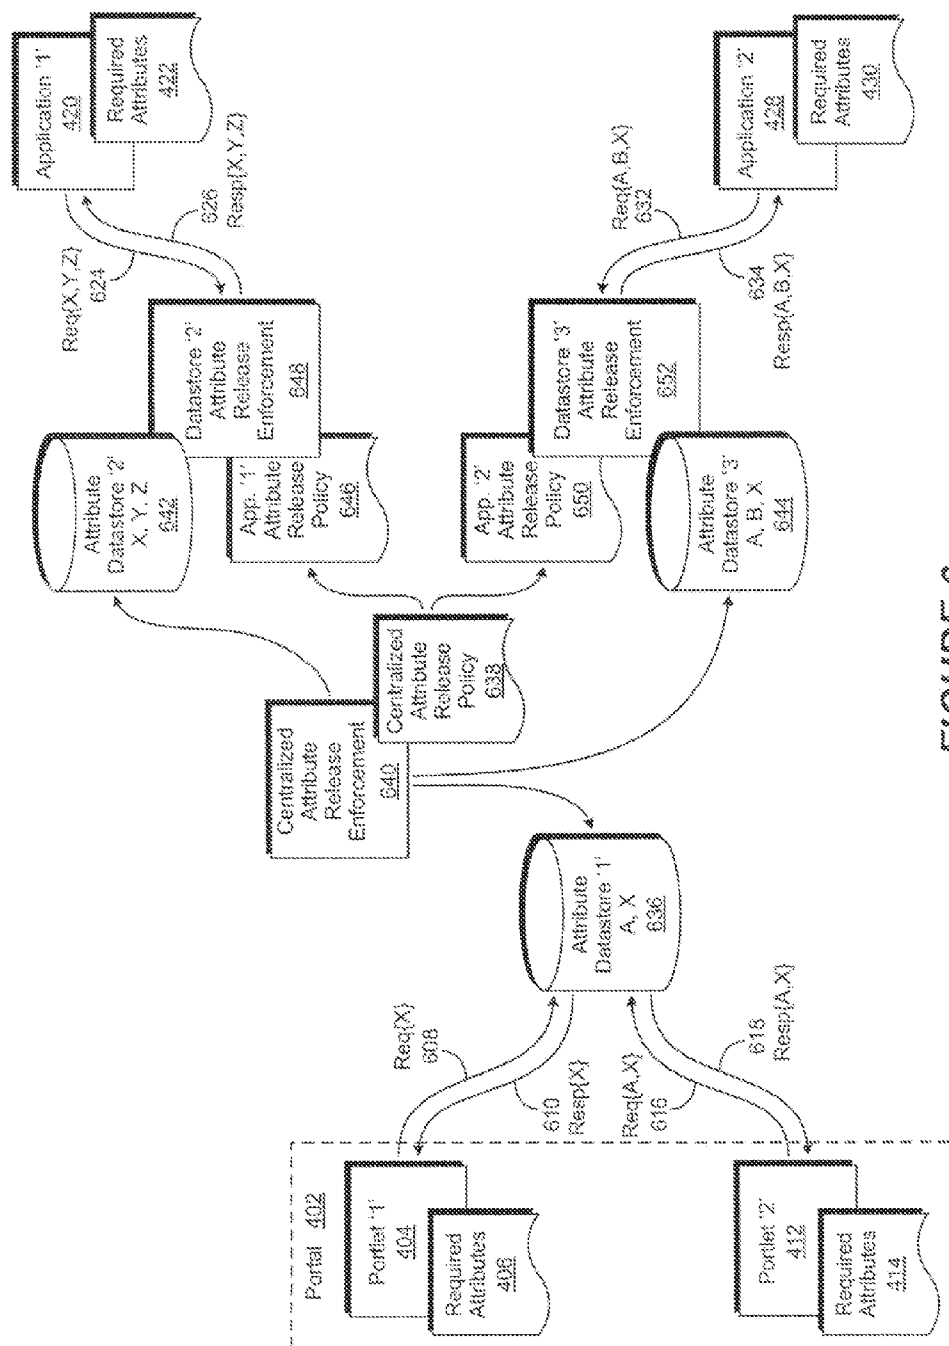 Portal 402
Portlet '1'
404
Required
Attributes
406
Portlet '2'
412
Required
Attributes
414
Req{X}
608
610
Resp{X}
Req{A,X}
616
618
Resp{A,X}
Attribute
Datastore '1'
A, X
636
Centralized
Attribute
Release
Enforcement
640
Centralized
Attribute
Release
Policy
638
Attribute
Datastore '2'
X, Y, Z
642
App. '1'
Attribute
Release
Policy
646
Datastore '2'
Attribute
Release
Enforcement
648
App. '2'
Attribute
Release
Policy
650
Datastore '3'
Attribute
Release
Enforcement
652
Attribute
Datastore '3'
A, B, X
644
Req{X,Y,Z}
624
626
Resp{X,Y,Z}
Req{A,B,X}
632
634
Resp{A,B,X}
Application '1'
420
Required
Attributes
422
Application '2'
428
Required
Attributes
430
FIGURE